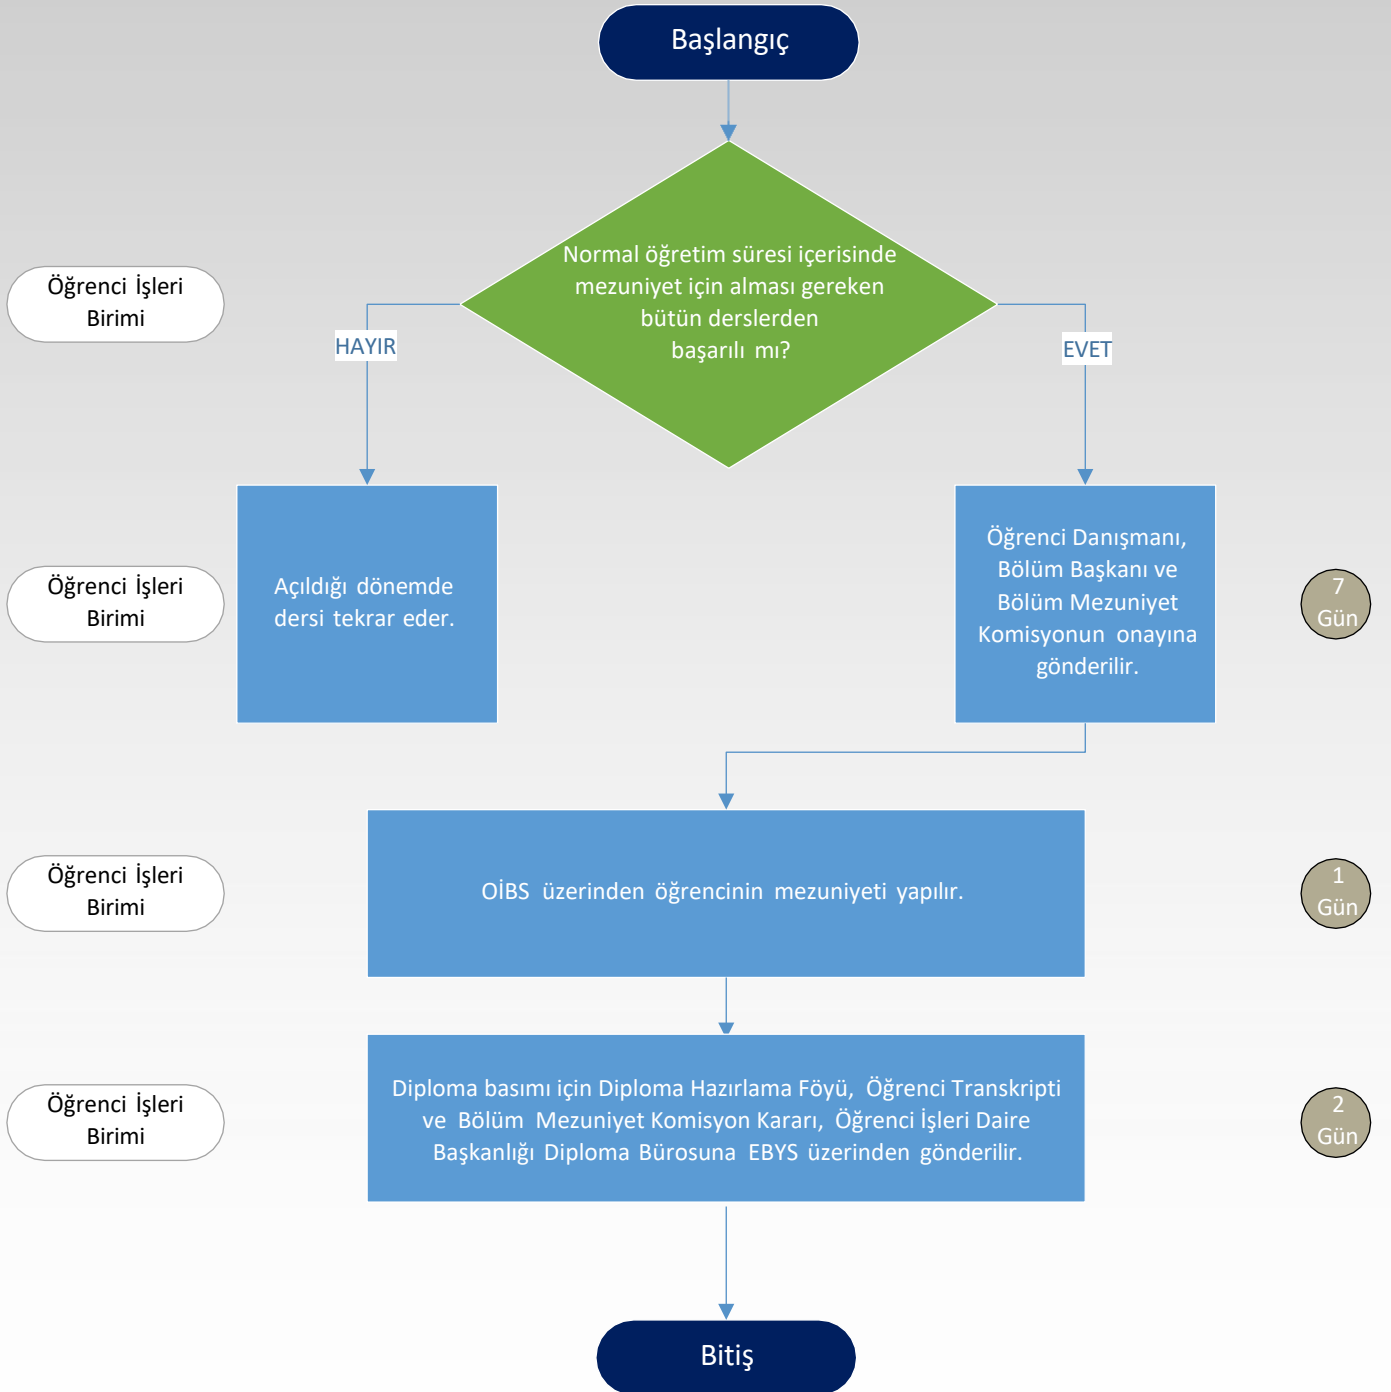 Başlangıç
Öğrenci İşleri
Birimi
Normal öğretim süresi içerisinde
mezuniyet için alması gereken
bütün derslerden
başarılı mı?
HAYIR
EVET
Öğrenci İşleri
Birimi
Açıldığı dönemde
dersi tekrar eder.
Öğrenci Danışmanı,
Bölüm Başkanı ve
Bölüm Mezuniyet
Komisyonun onayına
gönderilir.
7
Gün
Öğrenci İşleri
Birimi
OİBS üzerinden öğrencinin mezuniyeti yapılır.
1
Gün
Öğrenci İşleri
Birimi
Diploma basımı için Diploma Hazırlama Föyü, Öğrenci Transkripti
ve Bölüm Mezuniyet Komisyon Kararı, Öğrenci İşleri Daire
Başkanlığı Diploma Bürosuna EBYS üzerinden gönderilir.
2
Gün
Bitiş